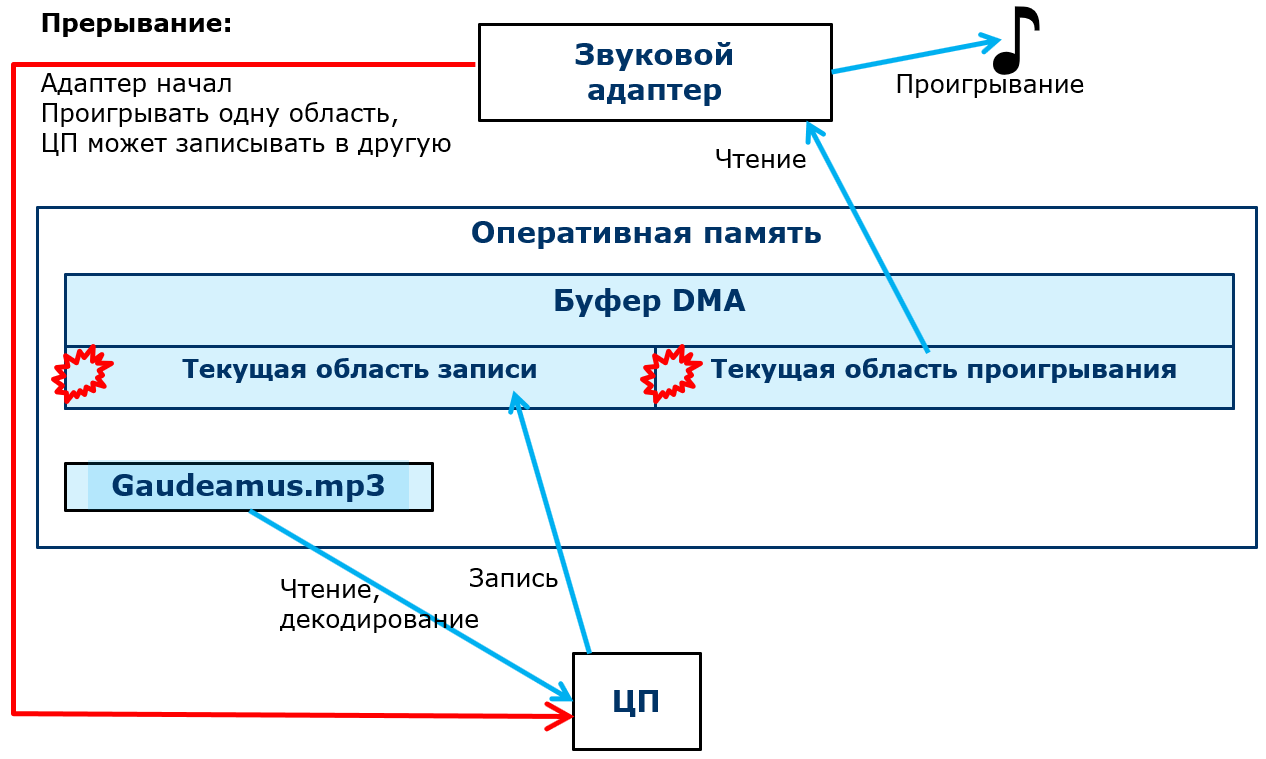 Прерывание:
Адаптер начал
Проигрывать одну область,
ЦП может записывать в другую
Звуковой
адаптер
Проигрывание
Чтение
Оперативная память
Буфер DMA
Текущая область записи
Текущая область проигрывания
Gaudeamus.mp3
Чтение,
декодирование
Запись
ЦП